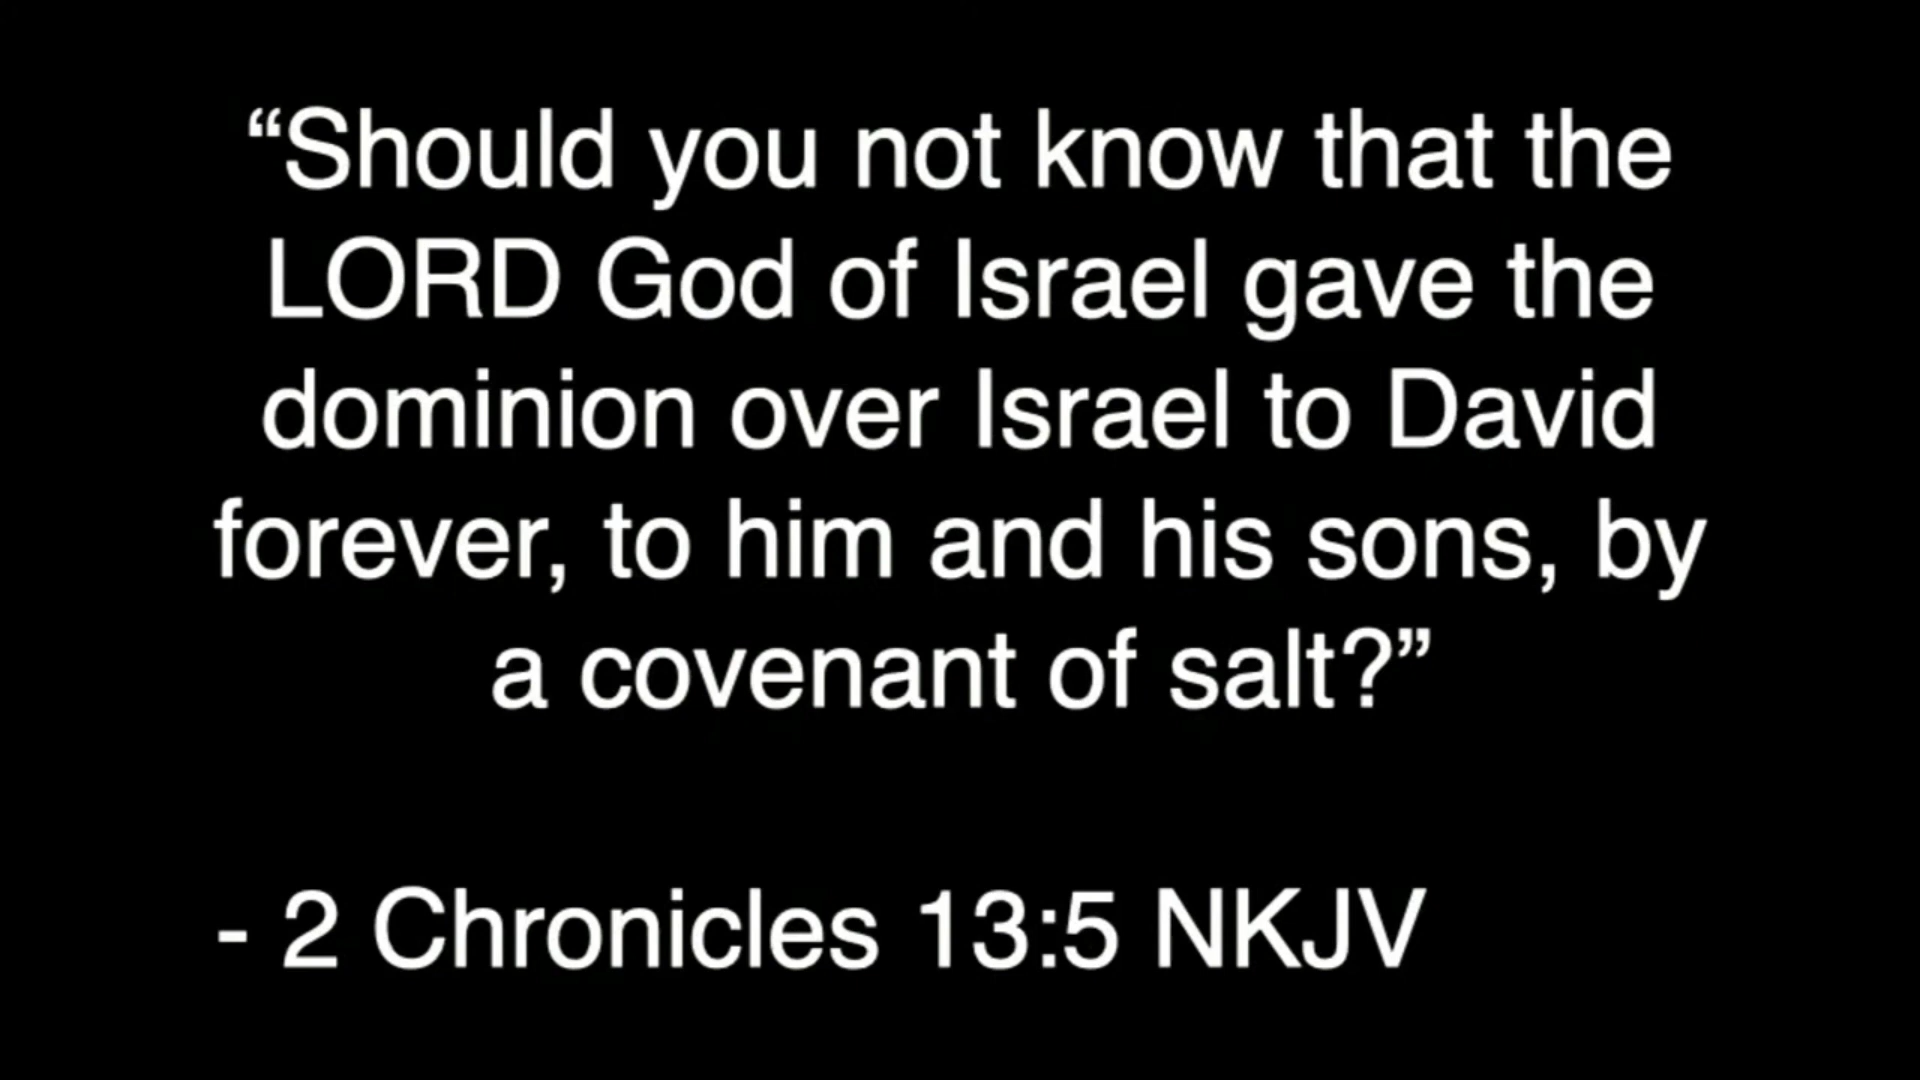 “Should you not know that the
LORD God of Israel gave the
dominion over Israel to David
forever, to him and his sons, by
a covenant of salt?”
- 2 Chronicles 13:5 NKJV